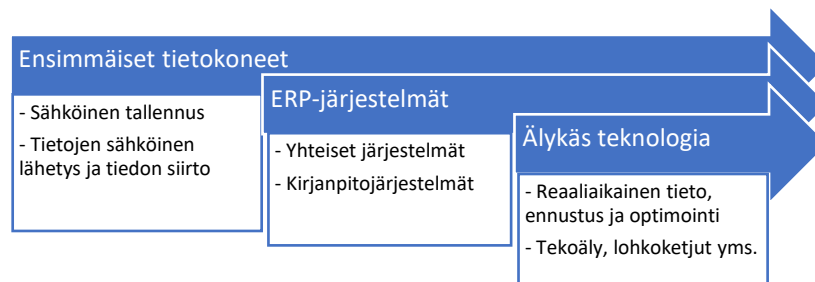 Ensimmäiset tietokoneet
- Sähköinen tallennus
- Tietojen sähköinen
lähetys ja tiedon siirto
ERP-järjestelmät
- Yhteiset järjestelmät
- Kirjanpitojärjestelmät
Älykäs teknologia
- Reaaliaikainen tieto,
ennustus ja optimointi
- Tekoäly, lohkoketjut yms.